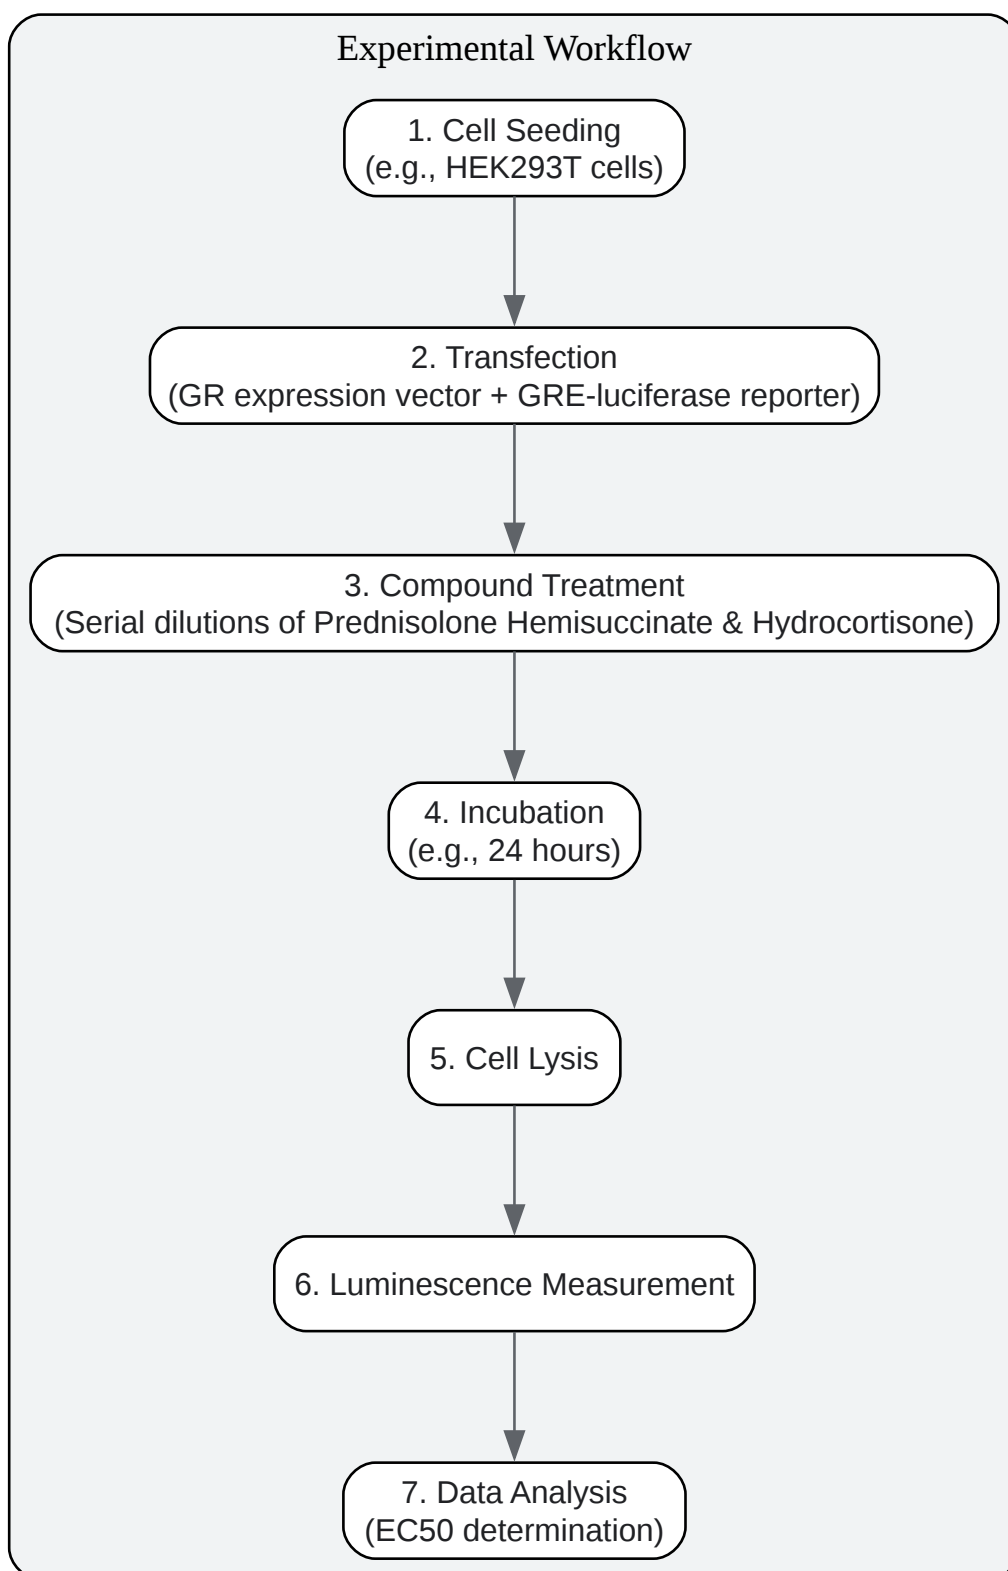 Experimental Workflow
1. Cell Seeding
(e.g., HEK293T cells)
2. Transfection
(GR expression vector + GRE-luciferase reporter)
3. Compound Treatment
(Serial dilutions of Prednisolone Hemisuccinate & Hydrocortisone)
4. Incubation
(e.g., 24 hours)
5. Cell Lysis
6. Luminescence Measurement
7. Data Analysis
(EC50 determination)